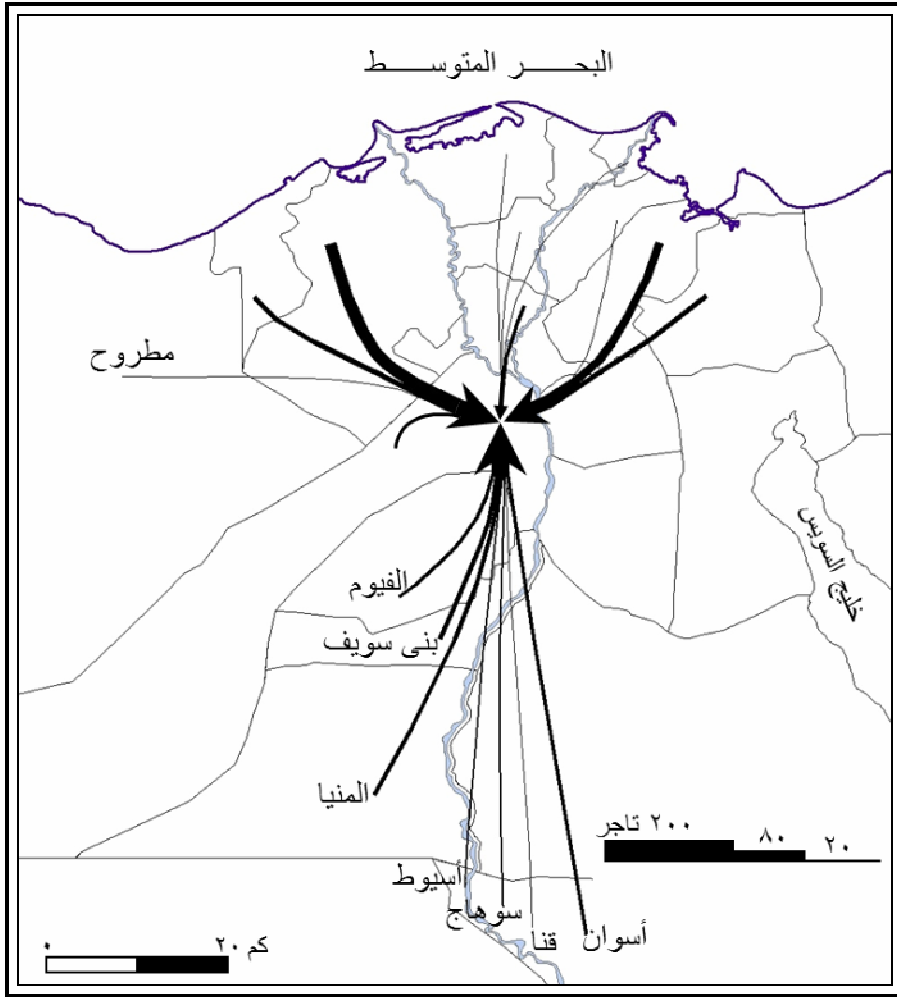 البحـــــر المتوســــط
مطروح
خليج السويس
الفيوم
بنى سويف
المنيا
٢٠٠ تاجر
٨٠
٢٠
أسيوط
سوهاج
قنا
أسوان
٠
٢٠ كم